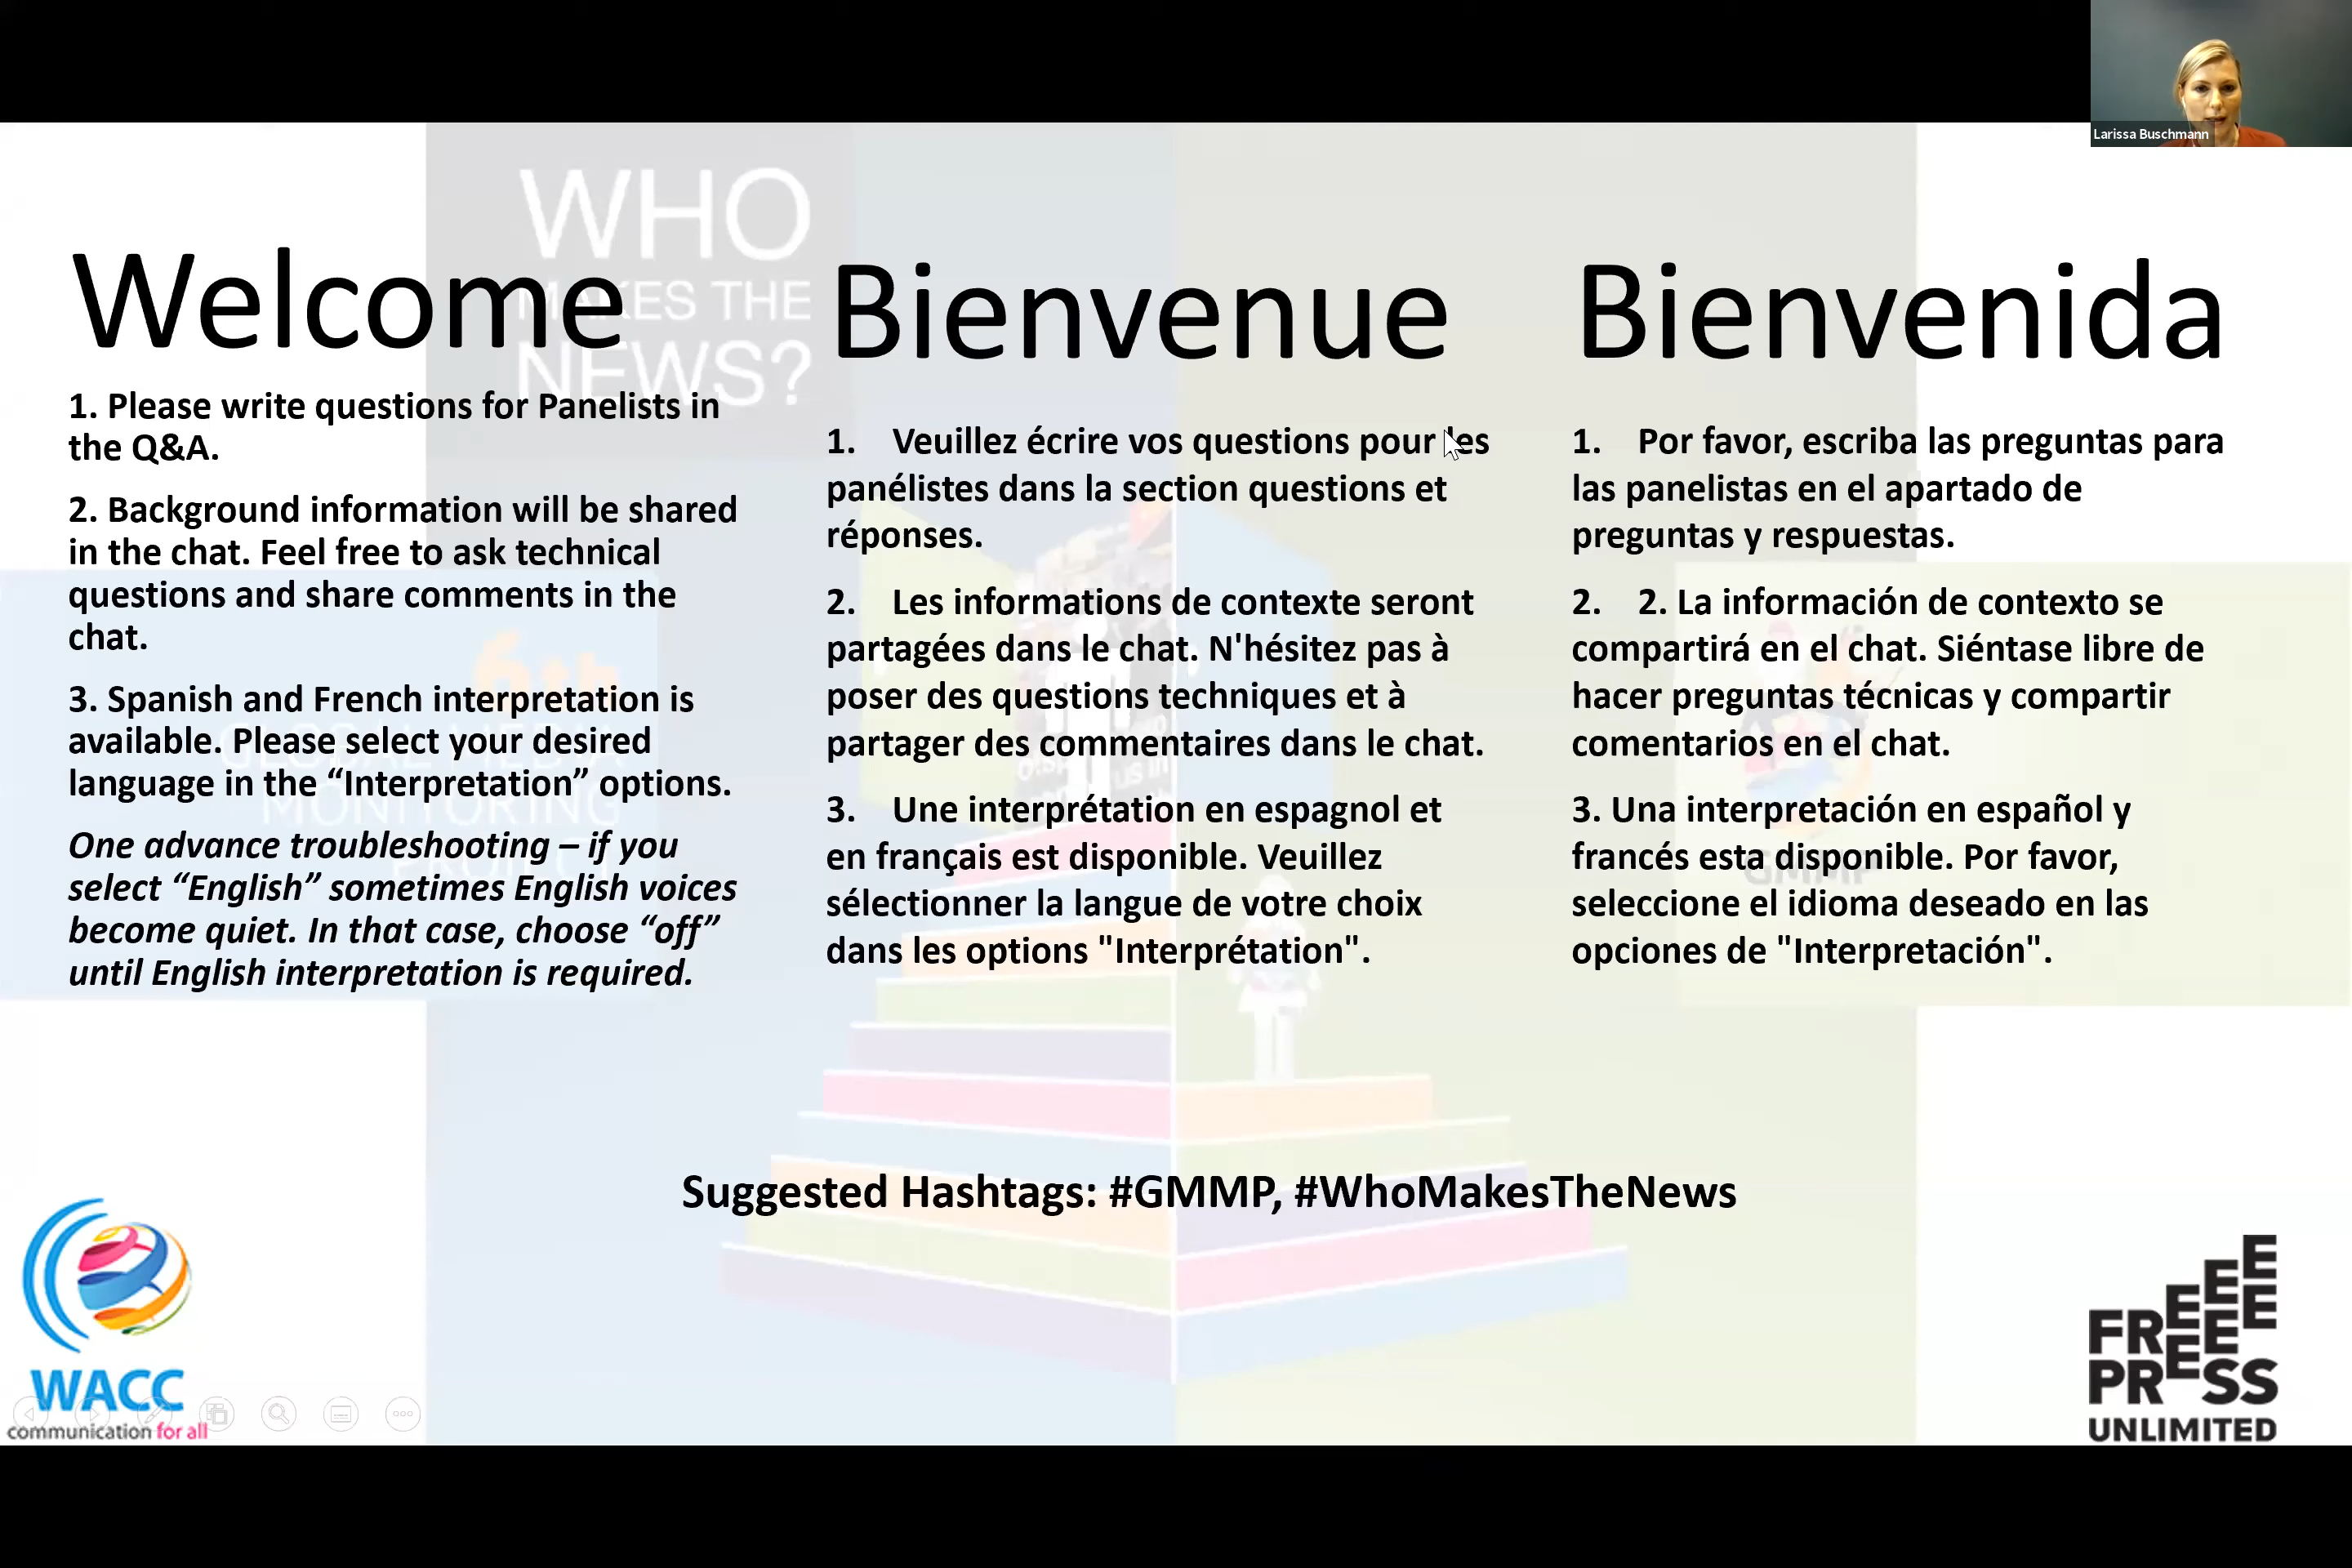 Larissa Buschmann
WHO
MAKES THE
NEWS?
Welcome
1. Please write questions for Panelists in
the Q&A.
2. Background information will be shared
in the chat. Feel free to ask technical
questions and share comments in the
chat.
3. Spanish and French interpretation is
available. Please select your desired
language in the “Interpretation” options.
One advance troubleshooting – if you
select “English” sometimes English voices
become quiet. In that case, choose “off”
until English interpretation is required.
Bienvenue
1. Veuillez écrire vos questions pour les
panélistes dans la section questions et
réponses.
2. Les informations de contexte seront
partagées dans le chat. N'hésitez pas à
poser des questions techniques et à
partager des commentaires dans le chat.
3. Une interprétation en espagnol et
en français est disponible. Veuillez
sélectionner la langue de votre choix
dans les options "Interprétation".
Bienvenida
1. Por favor, escriba las preguntas para
las panelistas en el apartado de
preguntas y respuestas.
2. 2. La información de contexto se
compartirá en el chat. Siéntase libre de
hacer preguntas técnicas y compartir
comentarios en el chat.
3. Una interpretación en español y
francés esta disponible. Por favor,
seleccione el idioma deseado en las
opciones de "Interpretación".
6th
GLOBAL MEDIA
MONITORING
PROJECT
GMMP
Suggested Hashtags: #GMMP, #WhoMakesTheNews
WACC
communication for all
FREEEEE
PRESS
UNLIMITED